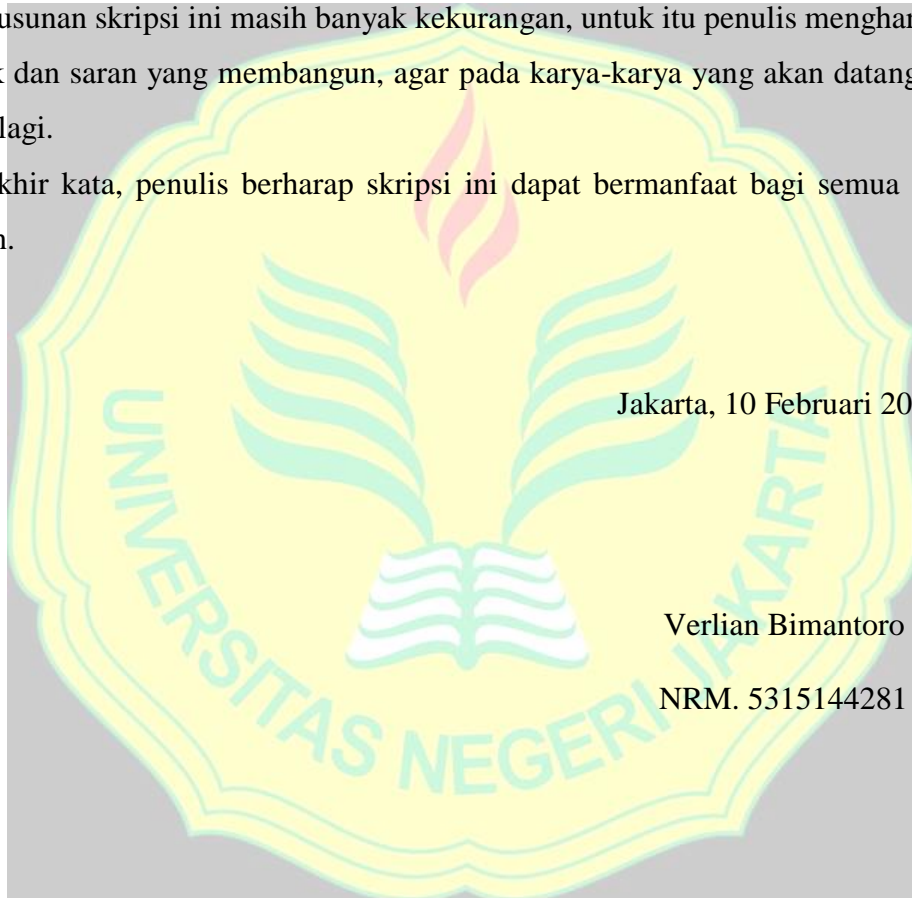 usunan skripsi ini masih banyak kekurangan, untuk itu penulis menghar
k dan saran yang membangun, agar pada karya-karya yang akan datang
lagi.
khir kata, penulis berharap skripsi ini dapat bermanfaat bagi semua
n.
Jakarta, 10 Februari 20
Verlian Bimantoro
NRM. 5315144281
UNIVERSITAS NEGERI JAKARTA